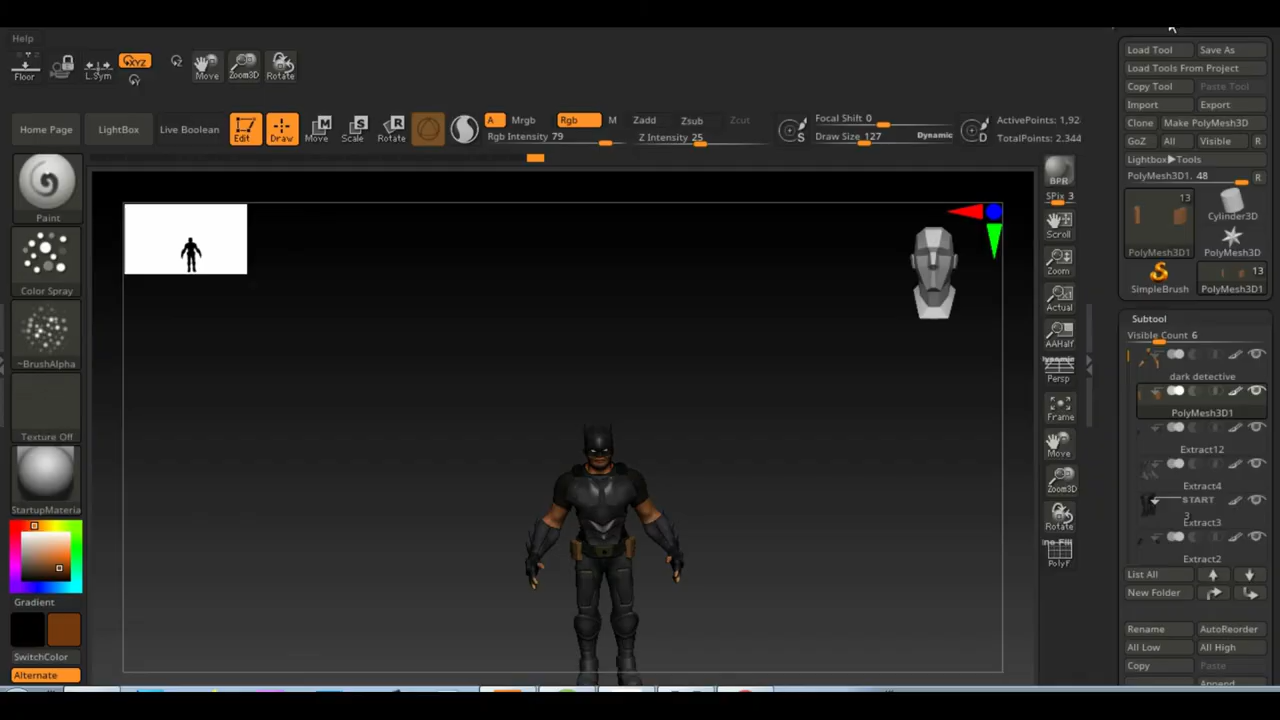 Help
Floor
L.Sym
XYZ
Move
Zoom3D
Rotate
Home Page
LightBox
Live Boolean
Edit
Draw
Move
Scale
Rotate
A
Mrgb
Rgb
M
Rgb Intensity 79
Zadd
Zsub
Zcut
Z Intensity 25
Focal Shift 0
Draw Size 127
Dynamic
ActivePoints: 1,92
TotalPoints: 2.344
S
D
Paint
Color Spray
~BrushAlpha
Texture Off
StartupMateria
Gradient
SwitchColor
Alternate
BPR
SPix 3
Scroll
Zoom
Actual
AAHalf
Dynamic
Persp
Frame
Move
Zoom3D
Rotate
PolyF
Load Tool
Save As
Load Tools From Project
Copy Tool
Paste Tool
Import
Export
Clone
Make PolyMesh3D
GoZ
All
Visible
R
Lightbox▶Tools
PolyMesh3D1. 48
R
13
PolyMesh3D1
Cylinder3D
PolyMesh3D
SimpleBrush
13
PolyMesh3D1
Subtool
Visible Count 6
dark detective
PolyMesh3D1
Extract12
Extract4
START
3
Extract3
Extract2
List All
New Folder
Rename
AutoReorder
All Low
All High
Copy
Paste
Append